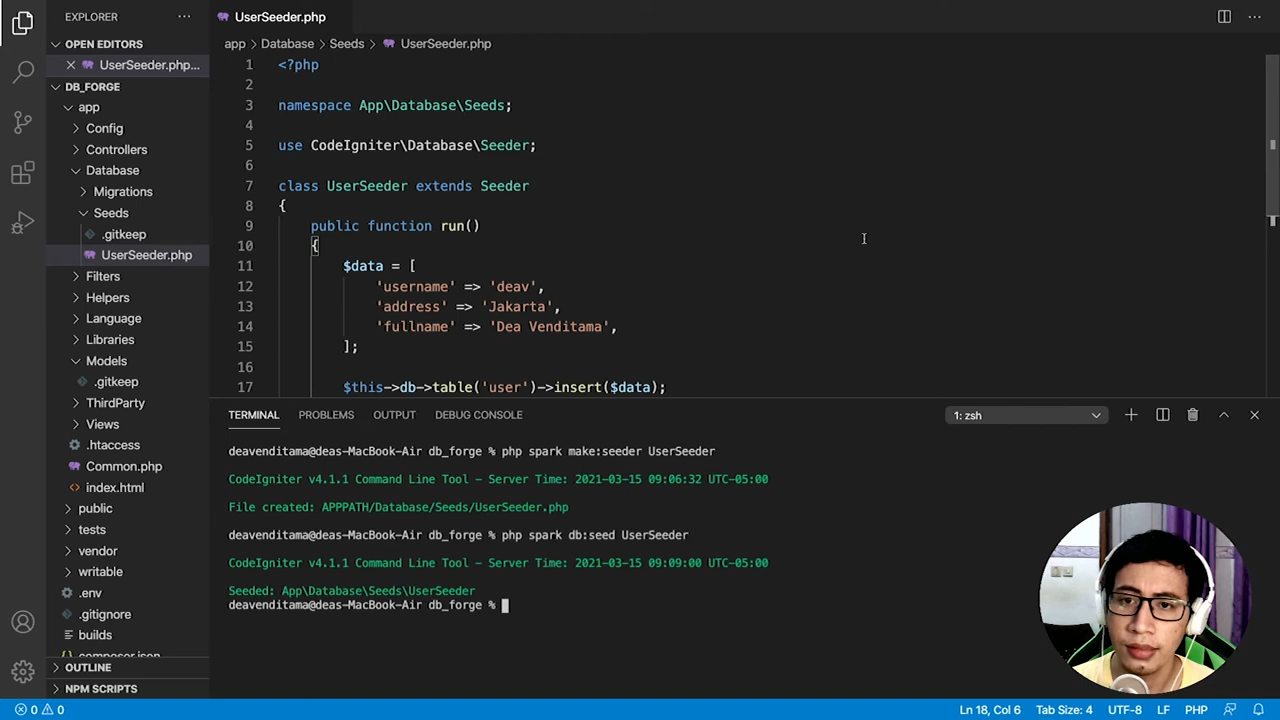 EXPLORER
···
UserSeeder.php
···
OPEN EDITORS
UserSeeder.php...
app > Database > Seeds > UserSeeder.php
DB_FORGE
app
Config
Controllers
Database
Migrations
Seeds
.gitkeep
UserSeeder.php
Filters
Helpers
Language
Libraries
Models
.gitkeep
ThirdParty
Views
.htaccess
Common.php
index.html
public
tests
vendor
writable
.env
.gitignore
builds
composer.json
OUTLINE
NPM SCRIPTS
1 <?php
2
3 namespace App\Database\Seeds;
4
5 use CodeIgniter\Database\Seeder;
6
7 class UserSeeder extends Seeder
8 {
9 public function run()
10 {
11 $data = [
12 'username' => 'deav',
13 'address' => 'Jakarta',
14 'fullname' => 'Dea Venditama',
15 ];
16
17 $this->db->table('user')->insert($data);
TERMINAL PROBLEMS OUTPUT DEBUG CONSOLE 1: zsh
deavenditama@deas-MacBook-Air db_forge % php spark make:seeder UserSeeder
CodeIgniter v4.1.1 Command Line Tool - Server Time: 2021-03-15 09:06:32 UTC-05:00
File created: APPPATH/Database/Seeds/UserSeeder.php
deavenditama@deas-MacBook-Air db_forge % php spark db:seed UserSeeder
CodeIgniter v4.1.1 Command Line Tool - Server Time: 2021-03-15 09:09:00 UTC-05:00
Seeded: App\Database\Seeds\UserSeeder
deavenditama@deas-MacBook-Air db_forge %
0 0 Ln 18, Col 6 Tab Size: 4 UTF-8 LF PHP